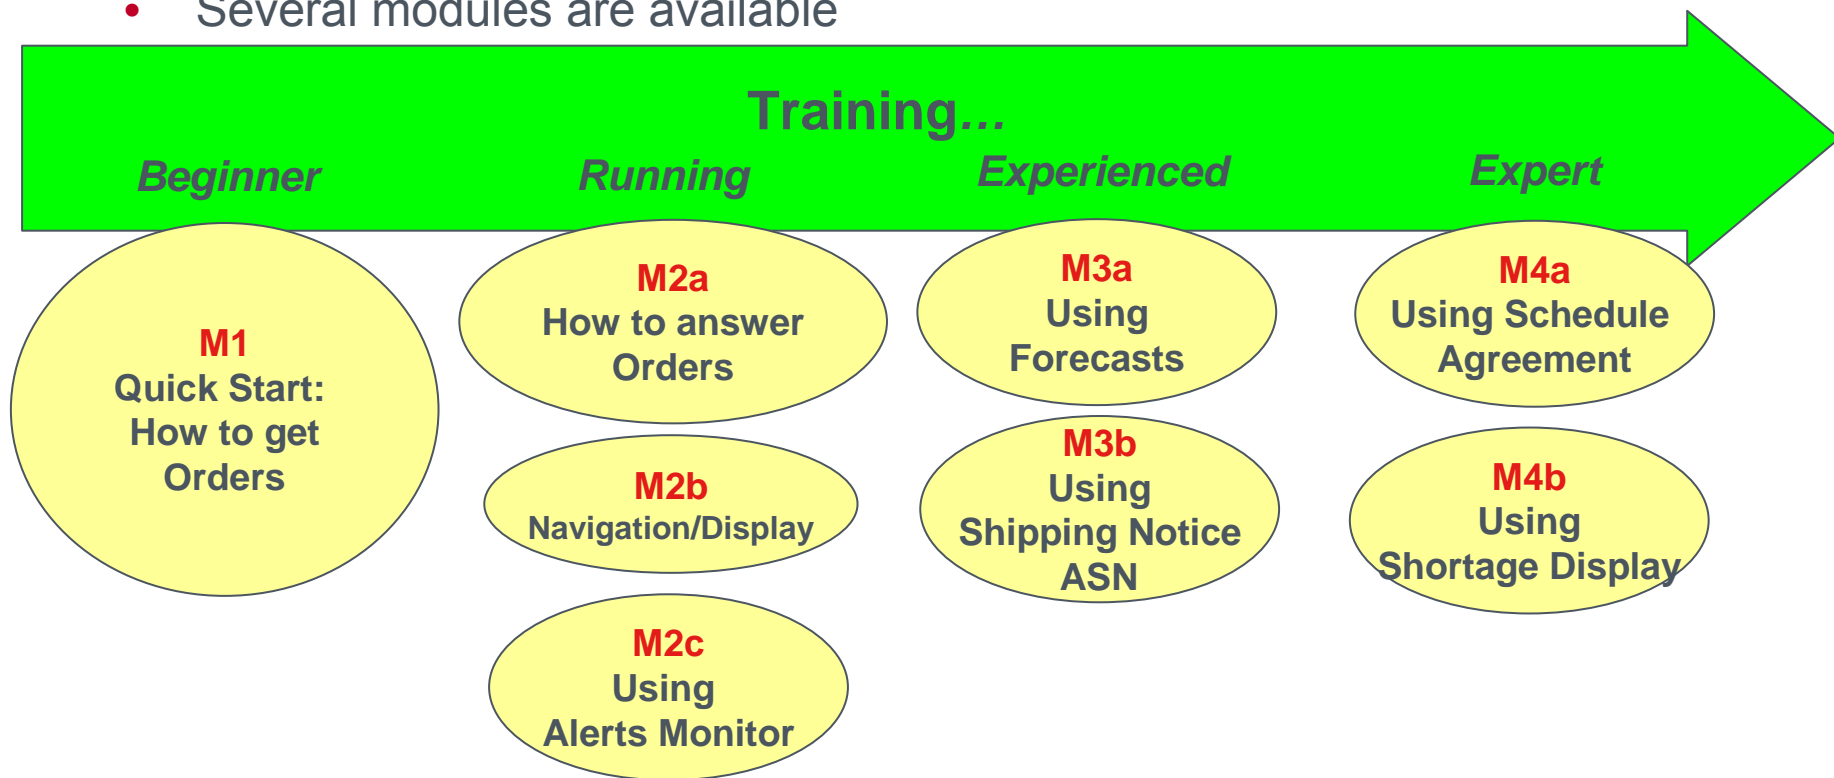 • Several modules are available
Training...
Beginner
Running
Experienced
Expert
M1
Quick Start:
How to get
Orders
M2a
How to answer
Orders
M2b
Navigation/Display
M2c
Using
Alerts Monitor
M3a
Using
Forecasts
M3b
Using
Shipping Notice
ASN
M4a
Using Schedule
Agreement
M4b
Using
Shortage Display